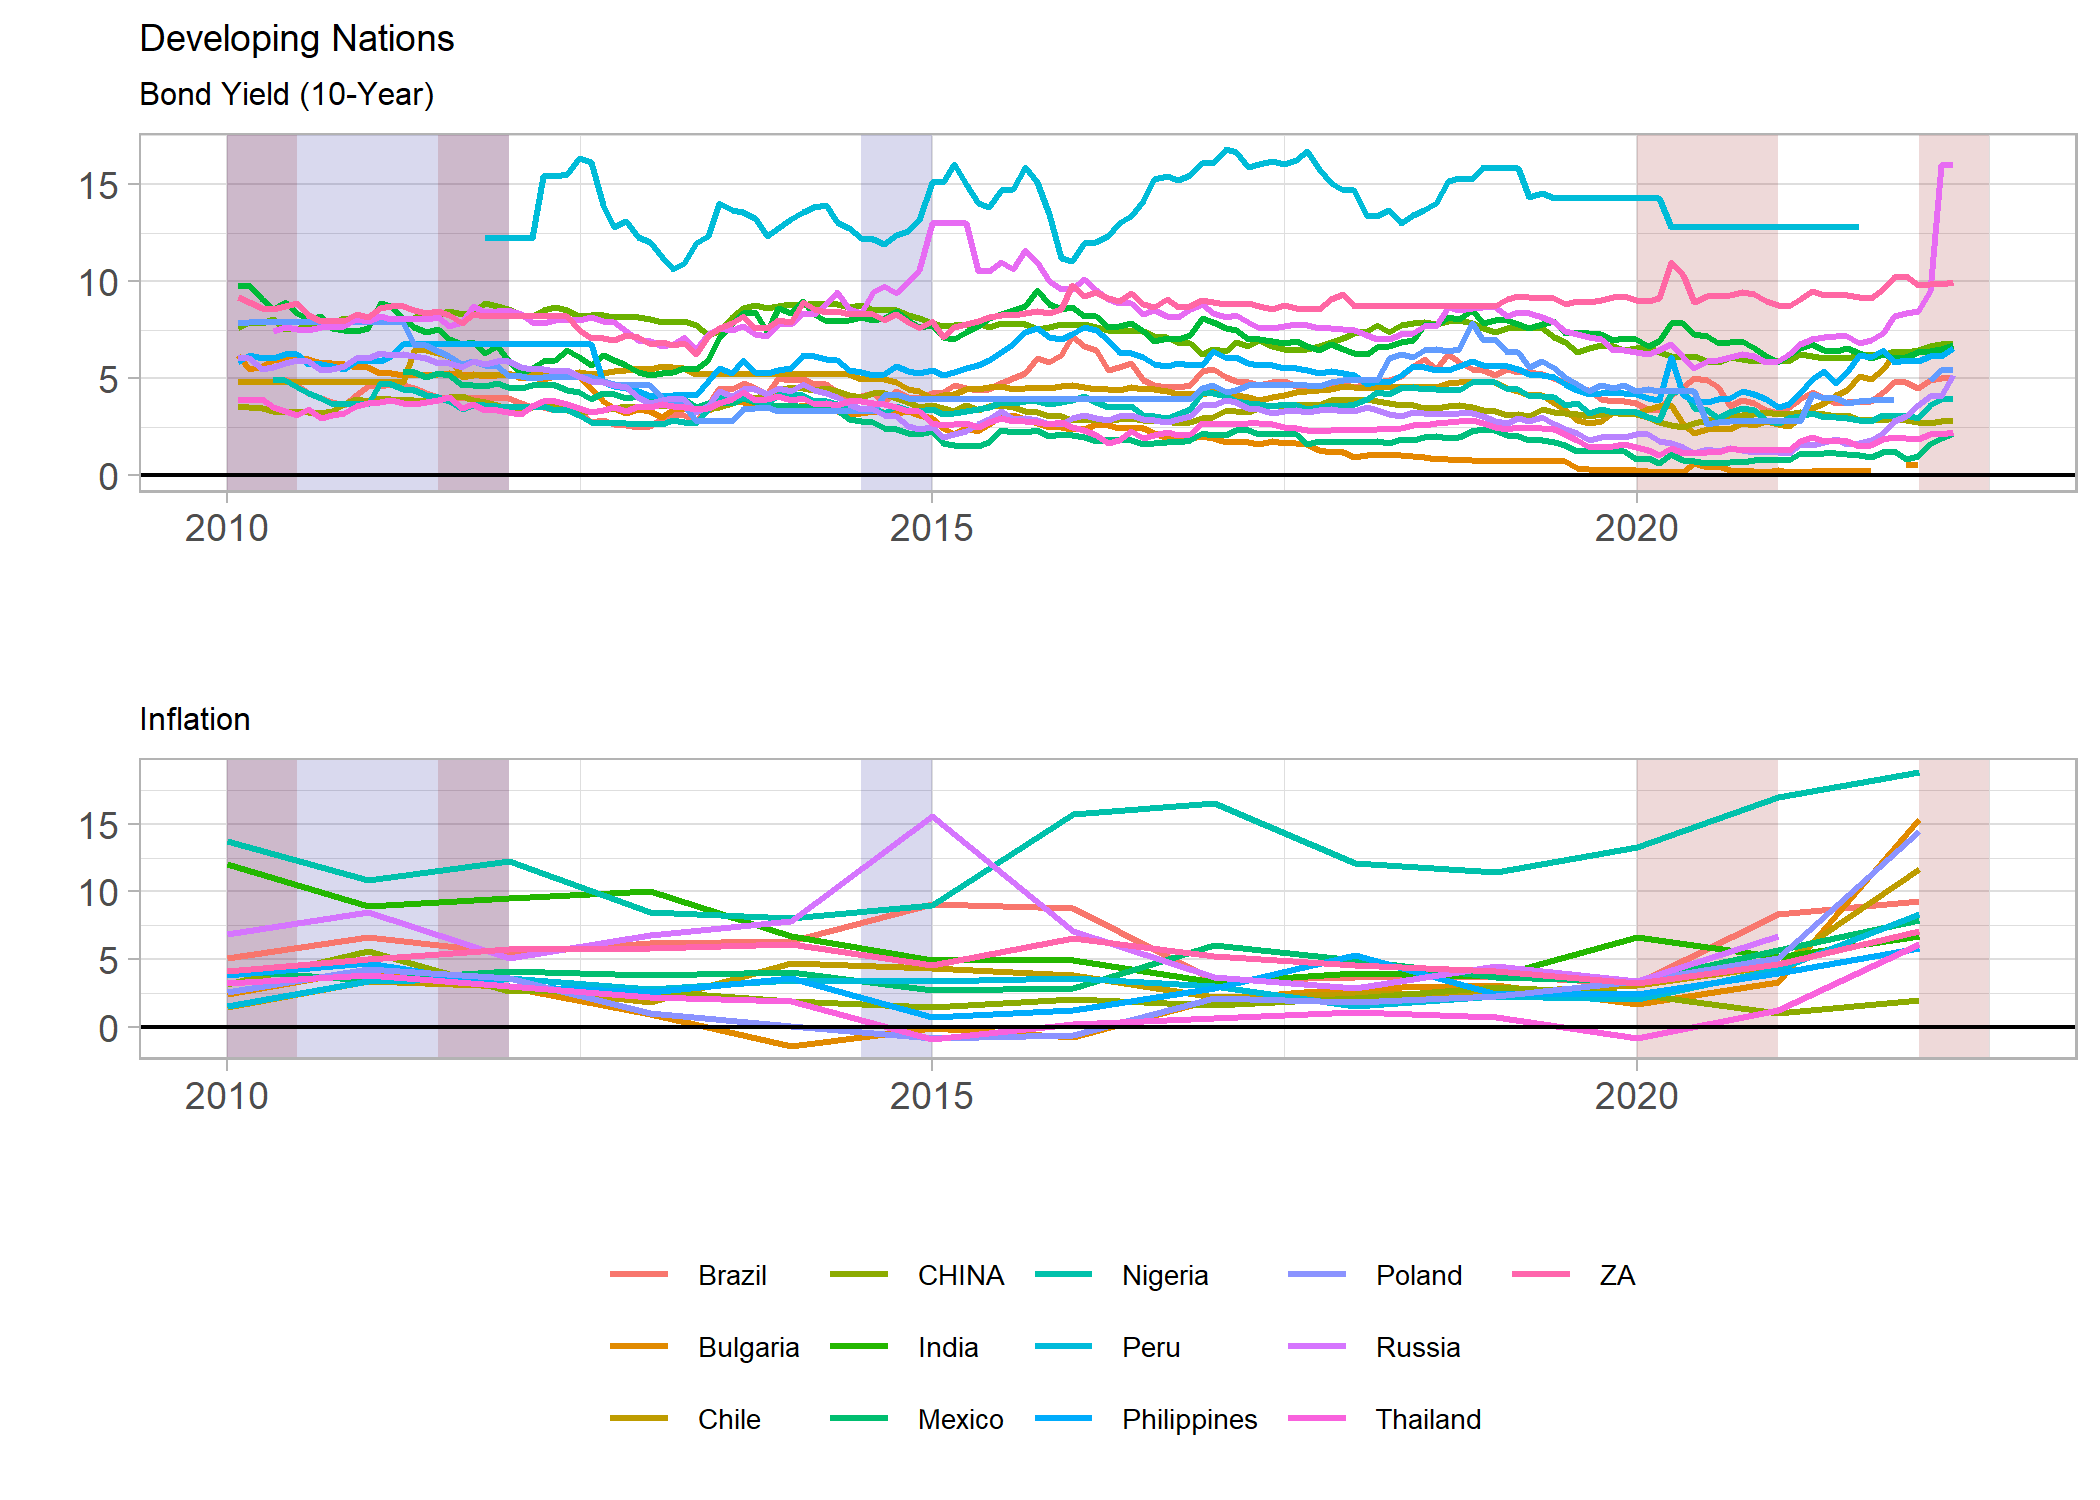 Developing Nations
Bond Yield (10-Year)
15
10
5
0
2010 2015 2020
Inflation
15
10
5
0
2010 2015 2020
Brazil CHINA Nigeria Poland ZA
Bulgaria India Peru Russia
Chile Mexico Philippines Thailand